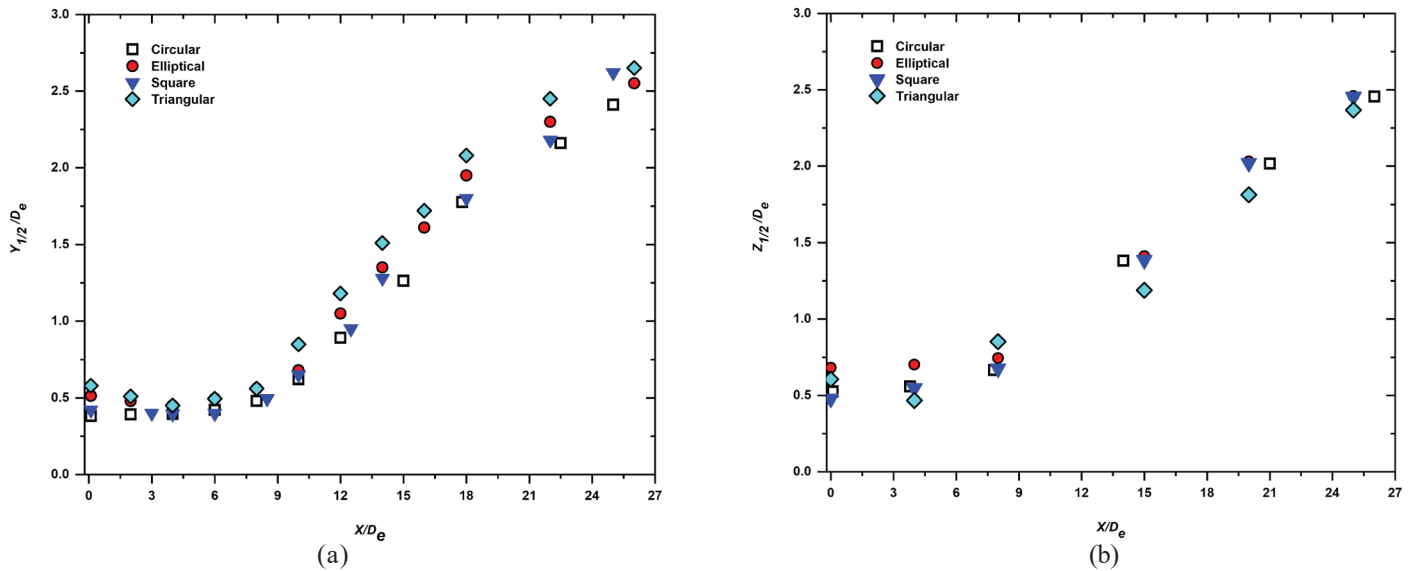 3.0
2.5
2.0
1.5
1.0
0.5
0.0
Y1/2/De
Circular
Elliptical
Square
Triangular
0 3 6 9 12 15 18 21 24 27
X/De
(a)
3.0
2.5
2.0
1.5
1.0
0.5
0.0
Z1/2/De
Circular
Elliptical
Square
Triangular
0 3 6 9 12 15 18 21 24 27
X/De
(b)